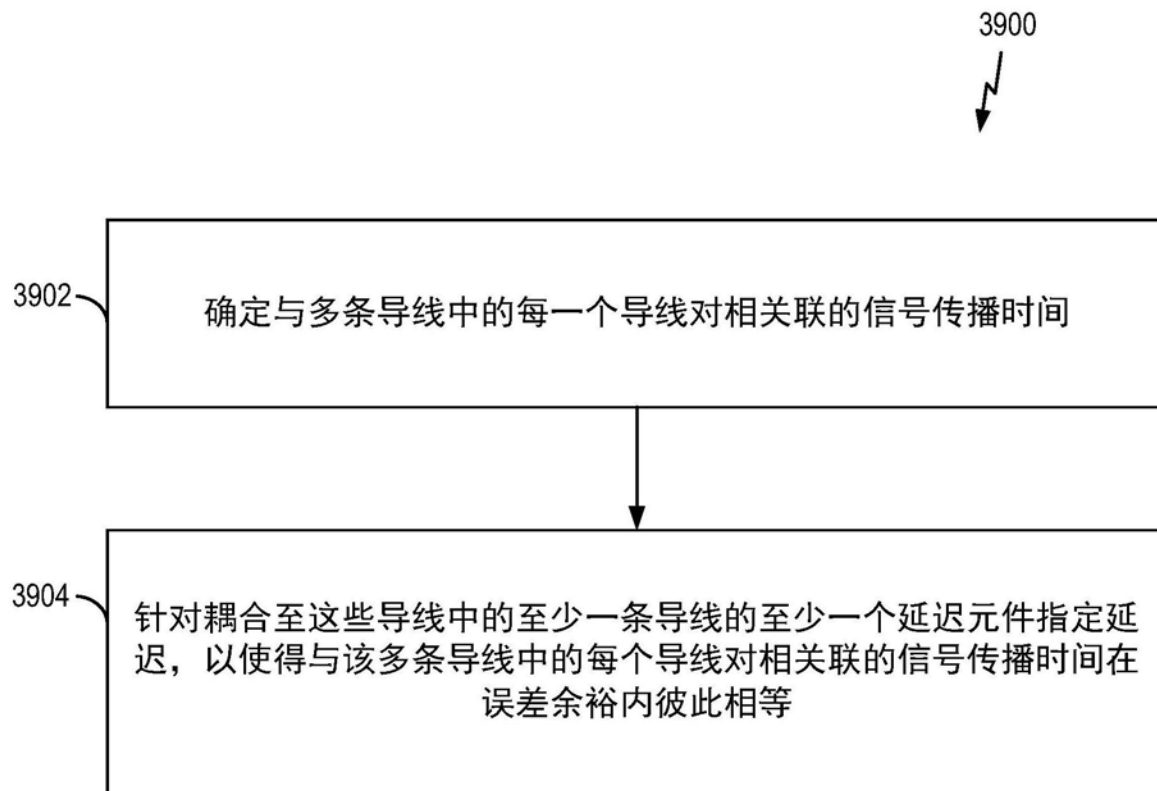 3900
3902
确定与多条导线中的每一个导线对相关联的信号传播时间
3904
针对耦合至这些导线中的至少一条导线的至少一个延迟元件指定延
迟，以使得与该多条导线中的每个导线对相关联的信号传播时间在
误差余裕内彼此相等